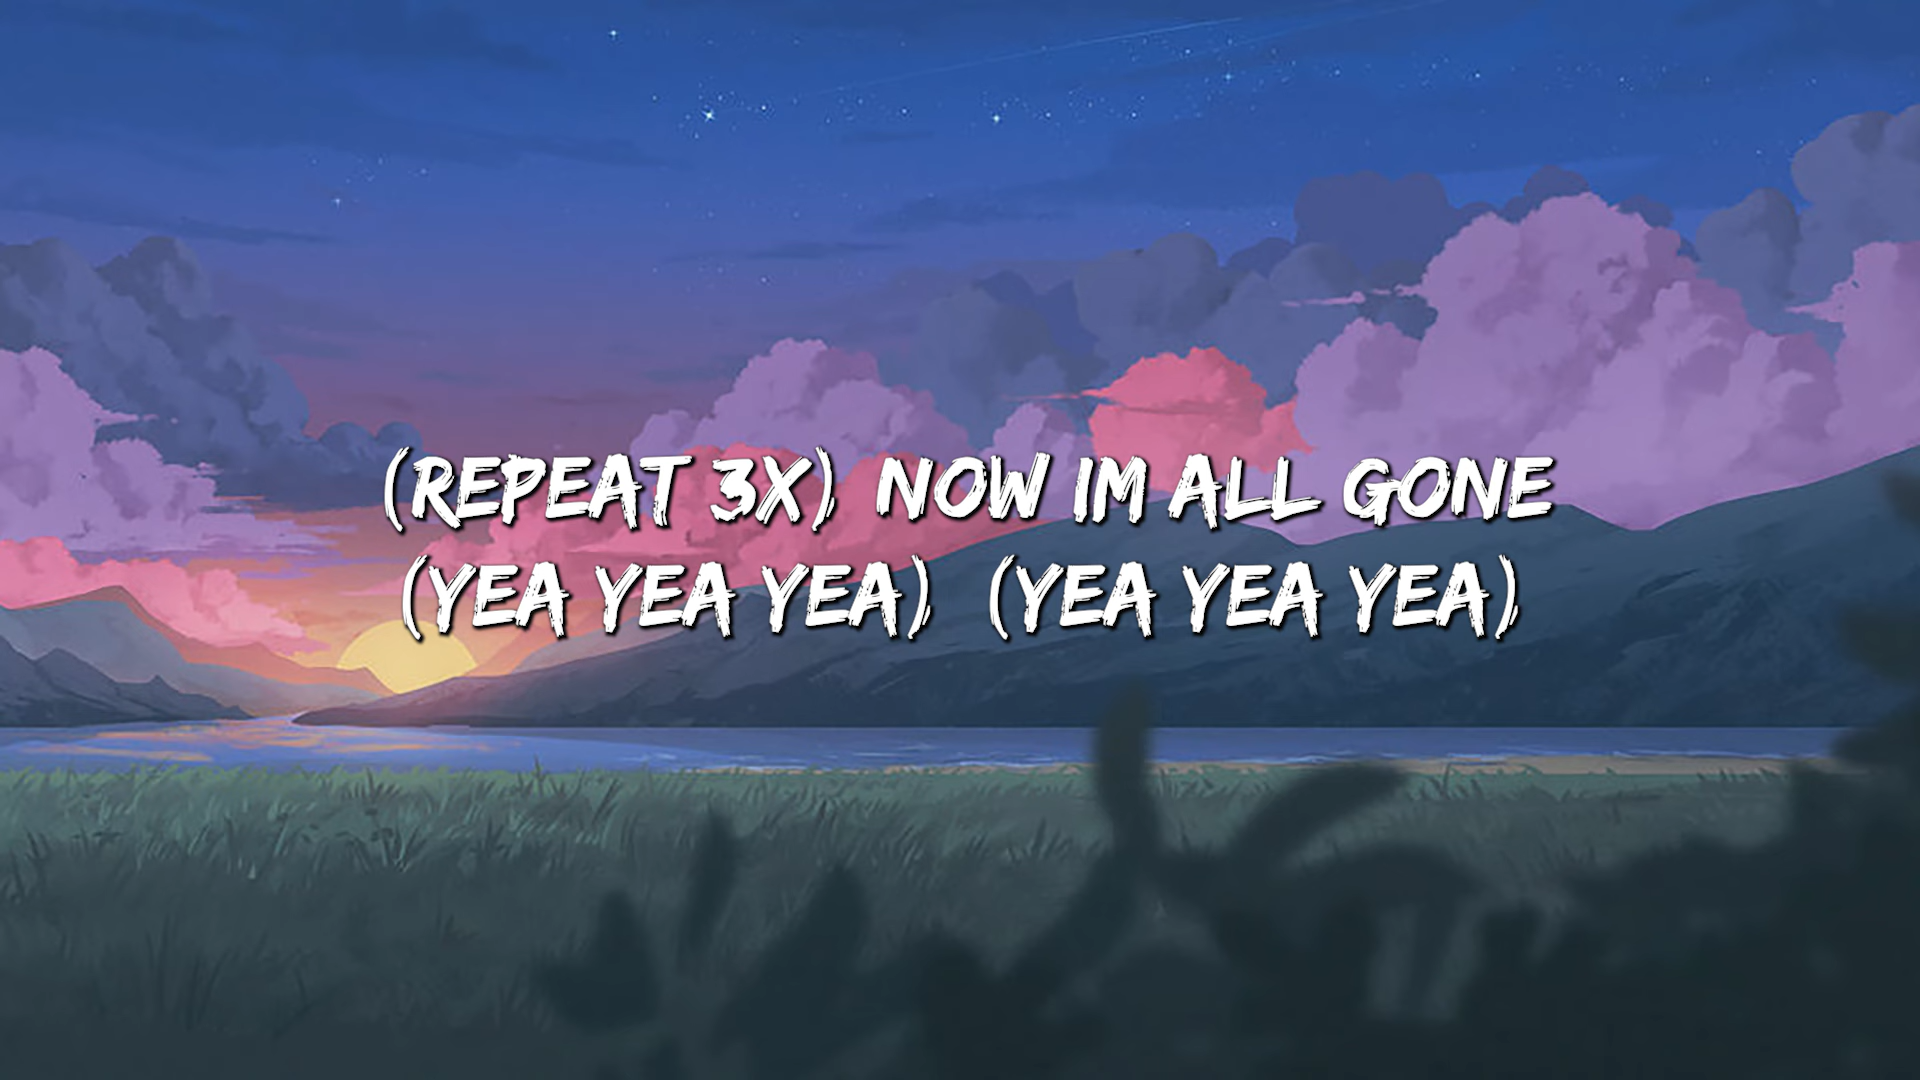 (REPEAT 3X) NOW IM ALL GONE
(YEA YEA YEA) (YEA YEA YEA)